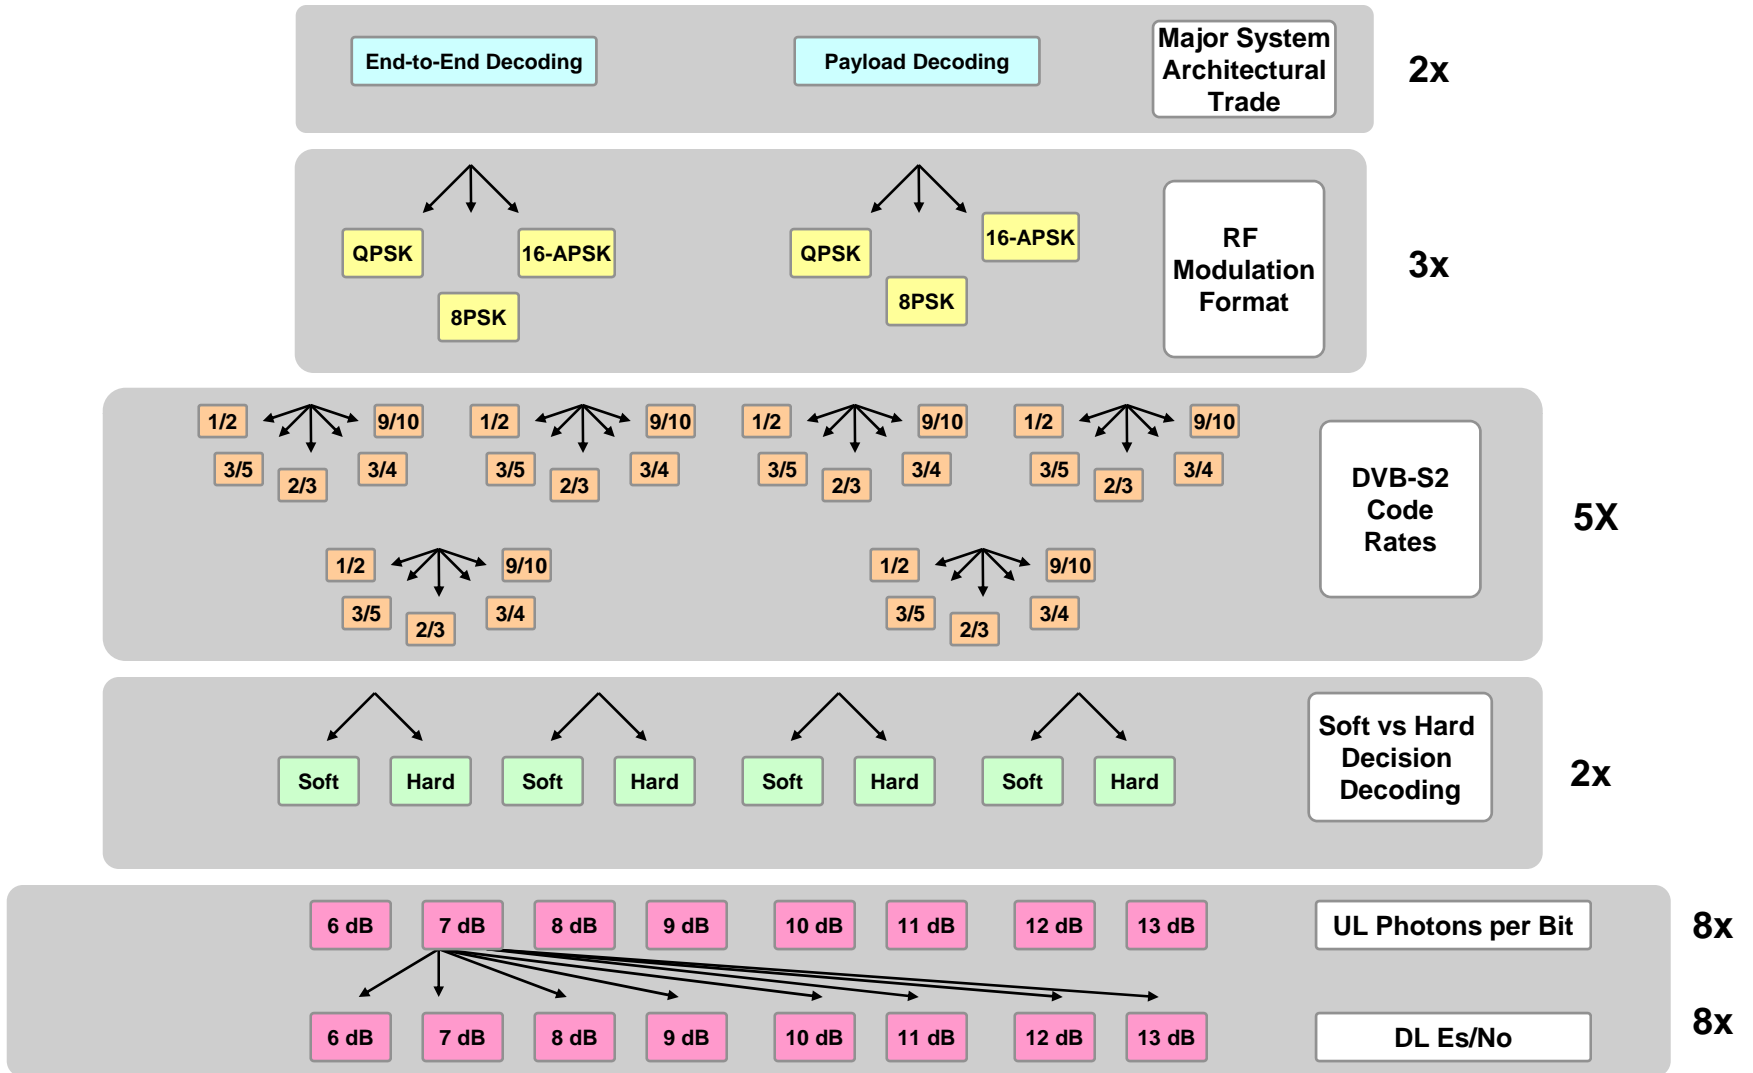 End-to-End Decoding
Payload Decoding
Major System
Architectural
Trade
2x
QPSK
16-APSK
8PSK
QPSK
16-APSK
8PSK
RF
Modulation
Format
3x
1/2
9/10
3/5
2/3
3/4
1/2
9/10
3/5
2/3
3/4
1/2
9/10
3/5
2/3
3/4
1/2
9/10
3/5
2/3
3/4
1/2
9/10
3/5
2/3
3/4
1/2
9/10
3/5
2/3
3/4
DVB-S2
Code
Rates
5X
Soft
Hard
Soft
Hard
Soft
Hard
Soft
Hard
Soft vs Hard
Decision
Decoding
2x
6 dB
7 dB
8 dB
9 dB
10 dB
11 dB
12 dB
13 dB
UL Photons per Bit
8x
6 dB
7 dB
8 dB
9 dB
10 dB
11 dB
12 dB
13 dB
DL Es/No
8x